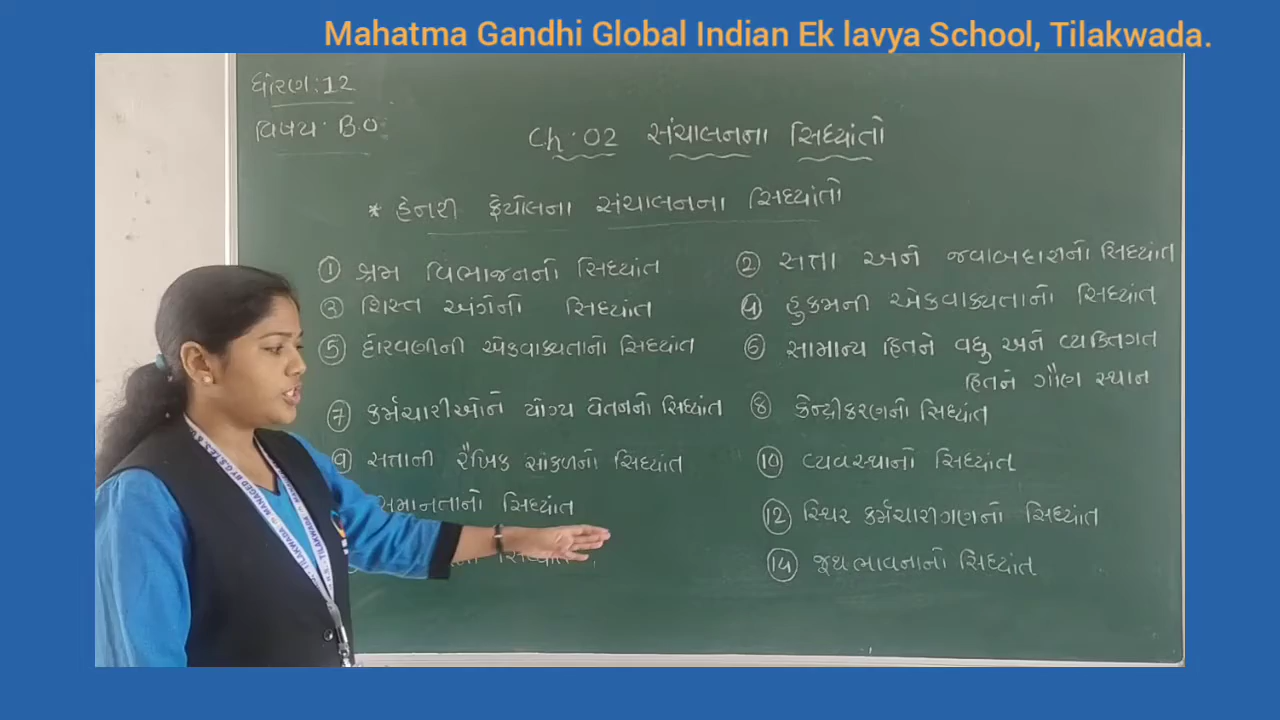 Mahatma Gandhi Global Indian Ek lavya School, Tilakwada.
ધોરણ:12
વિષય: B.O
Ch.02 સંચાલનના સિધ્યાંતો
* હેનરી ફેયોલના સંચાલનના સિધ્યાંતો
① શ્રમ વિભાજનનો સિધ્યાંત
② સત્તા અને જવાબદારીનો સિધ્યાંત
③ શિસ્ત અંગેનો સિધ્યાંત
④ હુકમની એકવાક્યતાનો સિધ્યાંત
⑤ દોરવણીની એકવાક્યતાનો સિધ્યાંત
⑥ સામાન્ય હિતને વધુ અને વ્યક્તિગત
હિતને ગૌણ સ્થાન
⑦ કર્મચારીઓને યોગ્ય વેતનનો સિધ્યાંત
⑧ કેન્દ્રીકરણનો સિધ્યાંત
⑨ સત્તાની રૈખિક સાંકળનો સિધ્યાંત
⑩ વ્યવસ્થાનો સિધ્યાંત
સમાનતાનો સિધ્યાંત
⑫ સ્થિર કર્મચારીગણનો સિધ્યાંત
સિધ્યાંત
⑭ જૂથ ભાવનાનો સિધ્યાંત